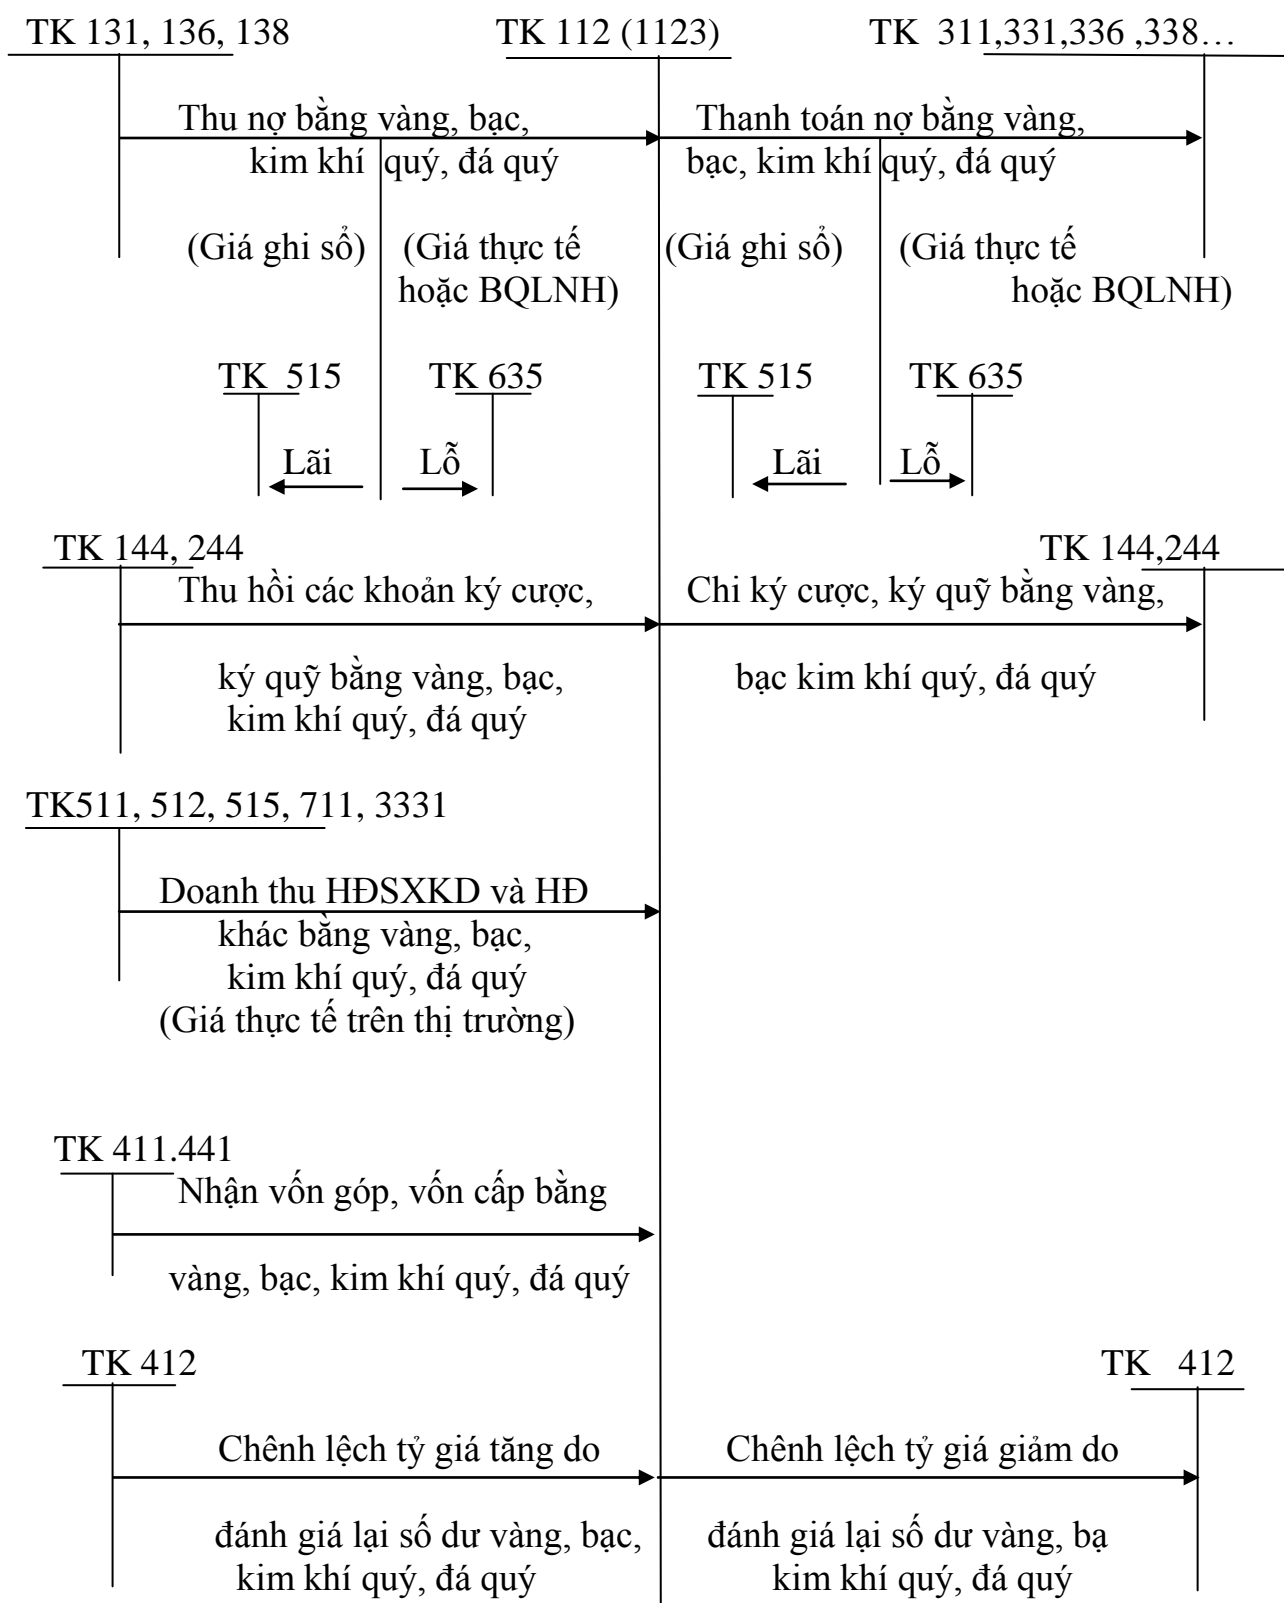 TK 131, 136, 138 TK 112 (1123) TK 311,331,336 ,338…
Thu nợ bằng vàng, bạc, Thanh toán nợ bằng vàng,
kim khí quý, đá quý bạc, kim khí quý, đá quý
(Giá ghi sổ) (Giá thực tế (Giá ghi sổ) (Giá thực tế
hoặc BQLNH) hoặc BQLNH)
TK 515 TK 635 TK 515 TK 635
Lãi Lỗ Lãi Lỗ
TK 144, 244 TK 144,244
Thu hồi các khoản ký cược, Chi ký cược, ký quỹ bằng vàng,
ký quỹ bằng vàng, bạc, bạc kim khí quý, đá quý
kim khí quý, đá quý
TK511, 512, 515, 711, 3331
Doanh thu HĐSXKD và HĐ
khác bằng vàng, bạc,
kim khí quý, đá quý
(Giá thực tế trên thị trường)
TK 411.441
Nhận vốn góp, vốn cấp bằng
vàng, bạc, kim khí quý, đá quý
TK 412 TK 412
Chênh lệch tỷ giá tăng do Chênh lệch tỷ giá giảm do
đánh giá lại số dư vàng, bạc, đánh giá lại số dư vàng, bạ
kim khí quý, đá quý kim khí quý, đá quý